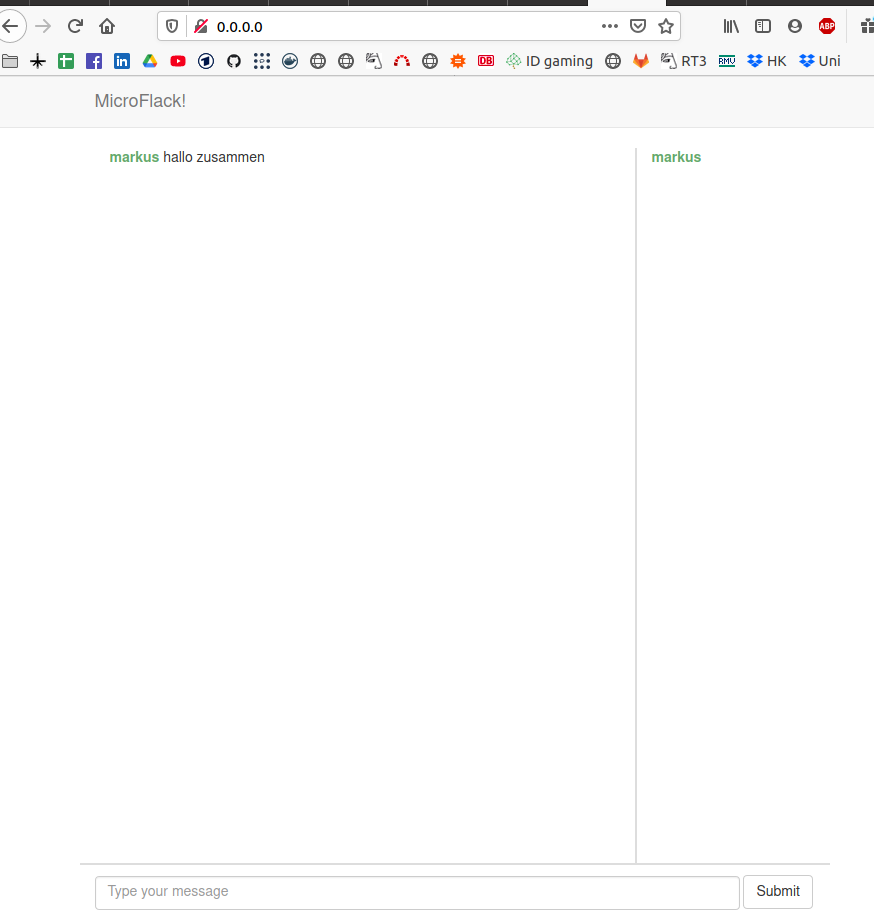 0.0.0.0
ABP
DB ID gaming RT3 RMV HK Uni
MicroFlack!
markus hallo zusammen
markus
Type your message
Submit